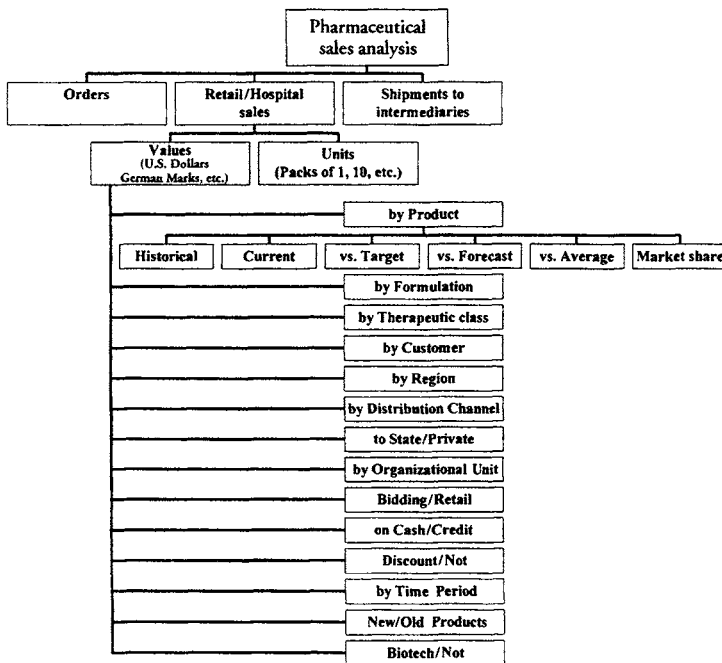 Pharmaceutical
sales analysis
Orders
Retail/Hospital
sales
Shipments to
intermediaries
Values
(U.S. Dollars
German Marks, etc.)
Units
(Packs of 1, 10, etc.)
by Product
Historical
Current
vs. Target
vs. Forecast
vs. Average
Market share
by Formulation
by Therapeutic class
by Customer
by Region
by Distribution Channel
to State/Private
by Organizational Unit
Bidding/Retail
on Cash/Credit
Discount/Not
by Time Period
New/Old Products
Biotech/Not